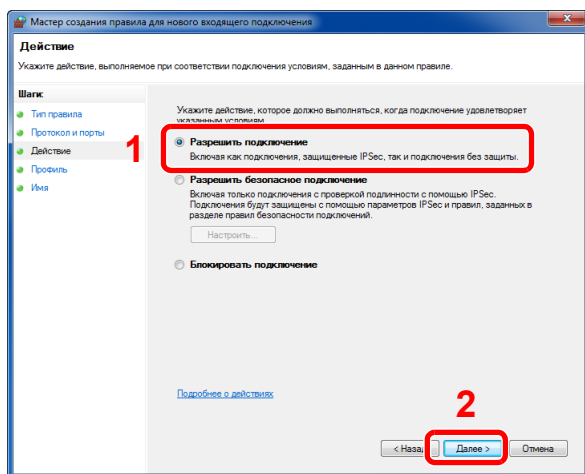 Мастер создания правила для нового входящего подключения
Действие
Укажите действие, выполняемое при соответствии подключения условиям, заданным в данном правиле.
Шаги:
Тип правила
Протокол и порты
Действие
Профиль
Имя
Укажите действие, которое должно выполняться, когда подключение удовлетворяет
указанным условиям.
1
Разрешить подключение
Включая как подключения, защищенные IPSec, так и подключения без защиты.
Разрешить безопасное подключение
Включая только подключения с проверкой подлинности с помощью IPSec.
Подключения будут защищены с помощью параметров IPSec и правил, заданных в
разделе правил безопасности подключений.
Настроить...
Блокировать подключение
Подробнее о действиях
2
< Наза
Далее >
Отмена